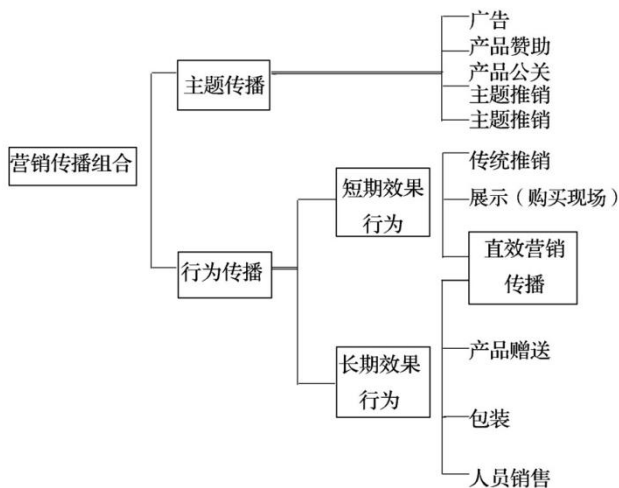 广告
产品赞助
产品公关
主题推销
主题推销
主题传播
营销传播组合
传统推销
展示（购买现场）
短期效果
行为
直效营销
传播
行为传播
产品赠送
长期效果
行为
包装
人员销售